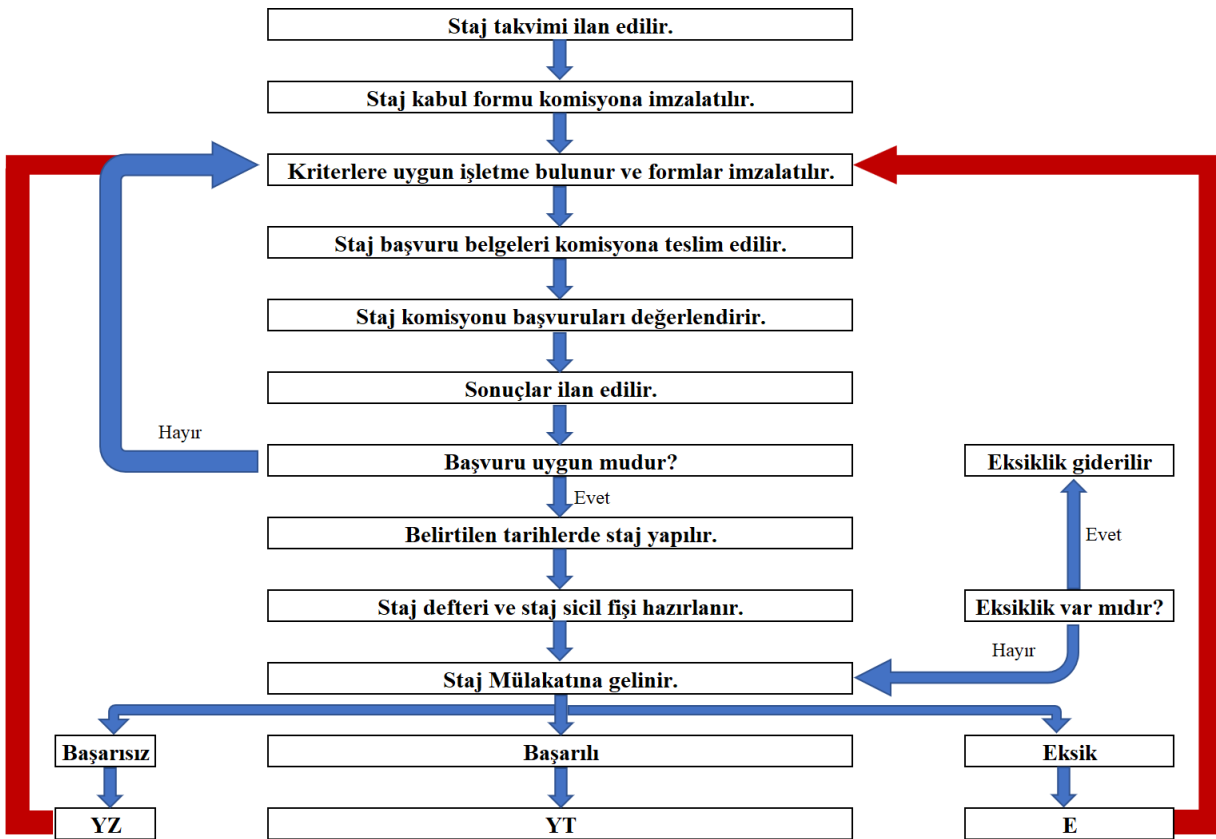 Staj takvimi ilan edilir.
Staj kabul formu komisyona imzalatılır.
Kriterlere uygun işletme bulunur ve formlar imzalatılır.
Staj başvuru belgeleri komisyona teslim edilir.
Staj komisyonu başvuruları değerlendirir.
Sonuçlar ilan edilir.
Hayır
Başvuru uygun mudur?
Eksiklik giderilir
Evet
Belirtilen tarihlerde staj yapılır.
Evet
Staj defteri ve staj sicil fişi hazırlanır.
Eksiklik var mıdır?
Hayır
Staj Mülakatına gelinir.
Başarısız
Başarılı
Eksik
YZ
YT
E